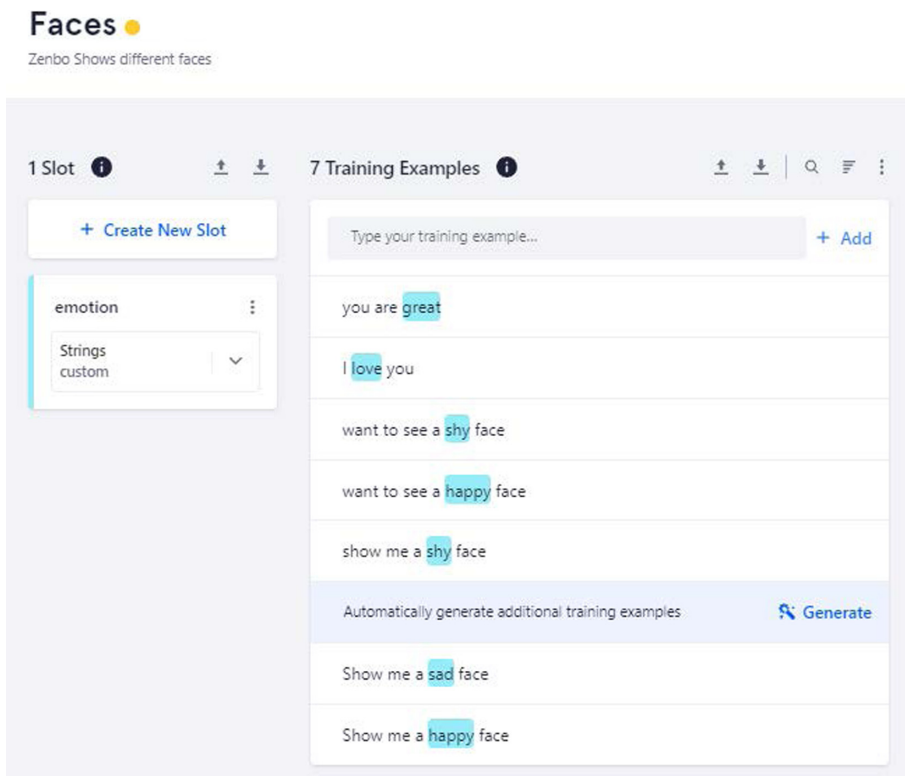 Faces
Zenbo Shows different faces
1 Slot
7 Training Examples
+ Create New Slot
Type your training example...
+ Add
emotion
Strings
custom
you are great
I love you
want to see a shy face
want to see a happy face
show me a shy face
Automatically generate additional training examples
Generate
Show me a sad face
Show me a happy face